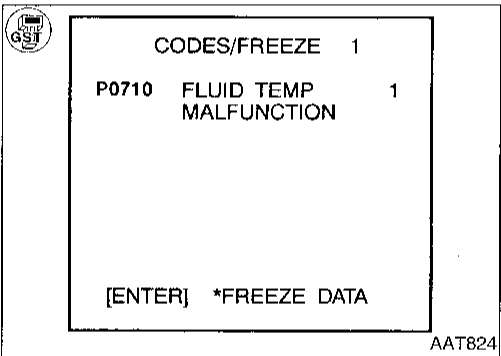 GST
CODES/FREEZE 1
P0710 FLUID TEMP 1
MALFUNCTION
[ENTER] *FREEZE DATA
AAT824